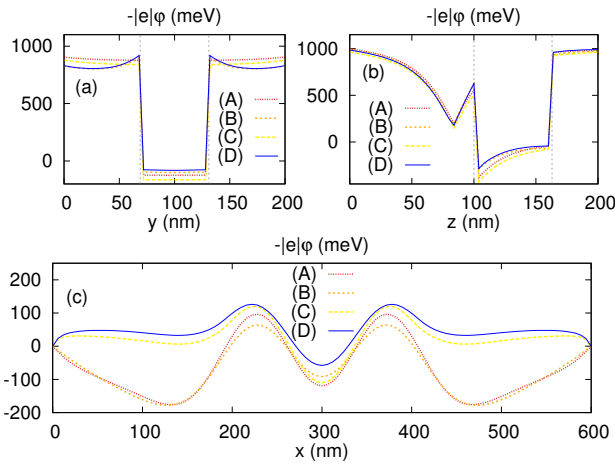 -|e|φ (meV) -|e|φ (meV)
(a) (b)
1000 1000
500 500
0 0
(A) (A)
(B) (B)
(C) (C)
(D) (D)
0 50 100 150 200 0 50 100 150 200
y (nm) z (nm)
-|e|φ (meV)
(c)
200
100
0
-100
-200
(A)
(B)
(C)
(D)
0 100 200 300 400 500 600
x (nm)